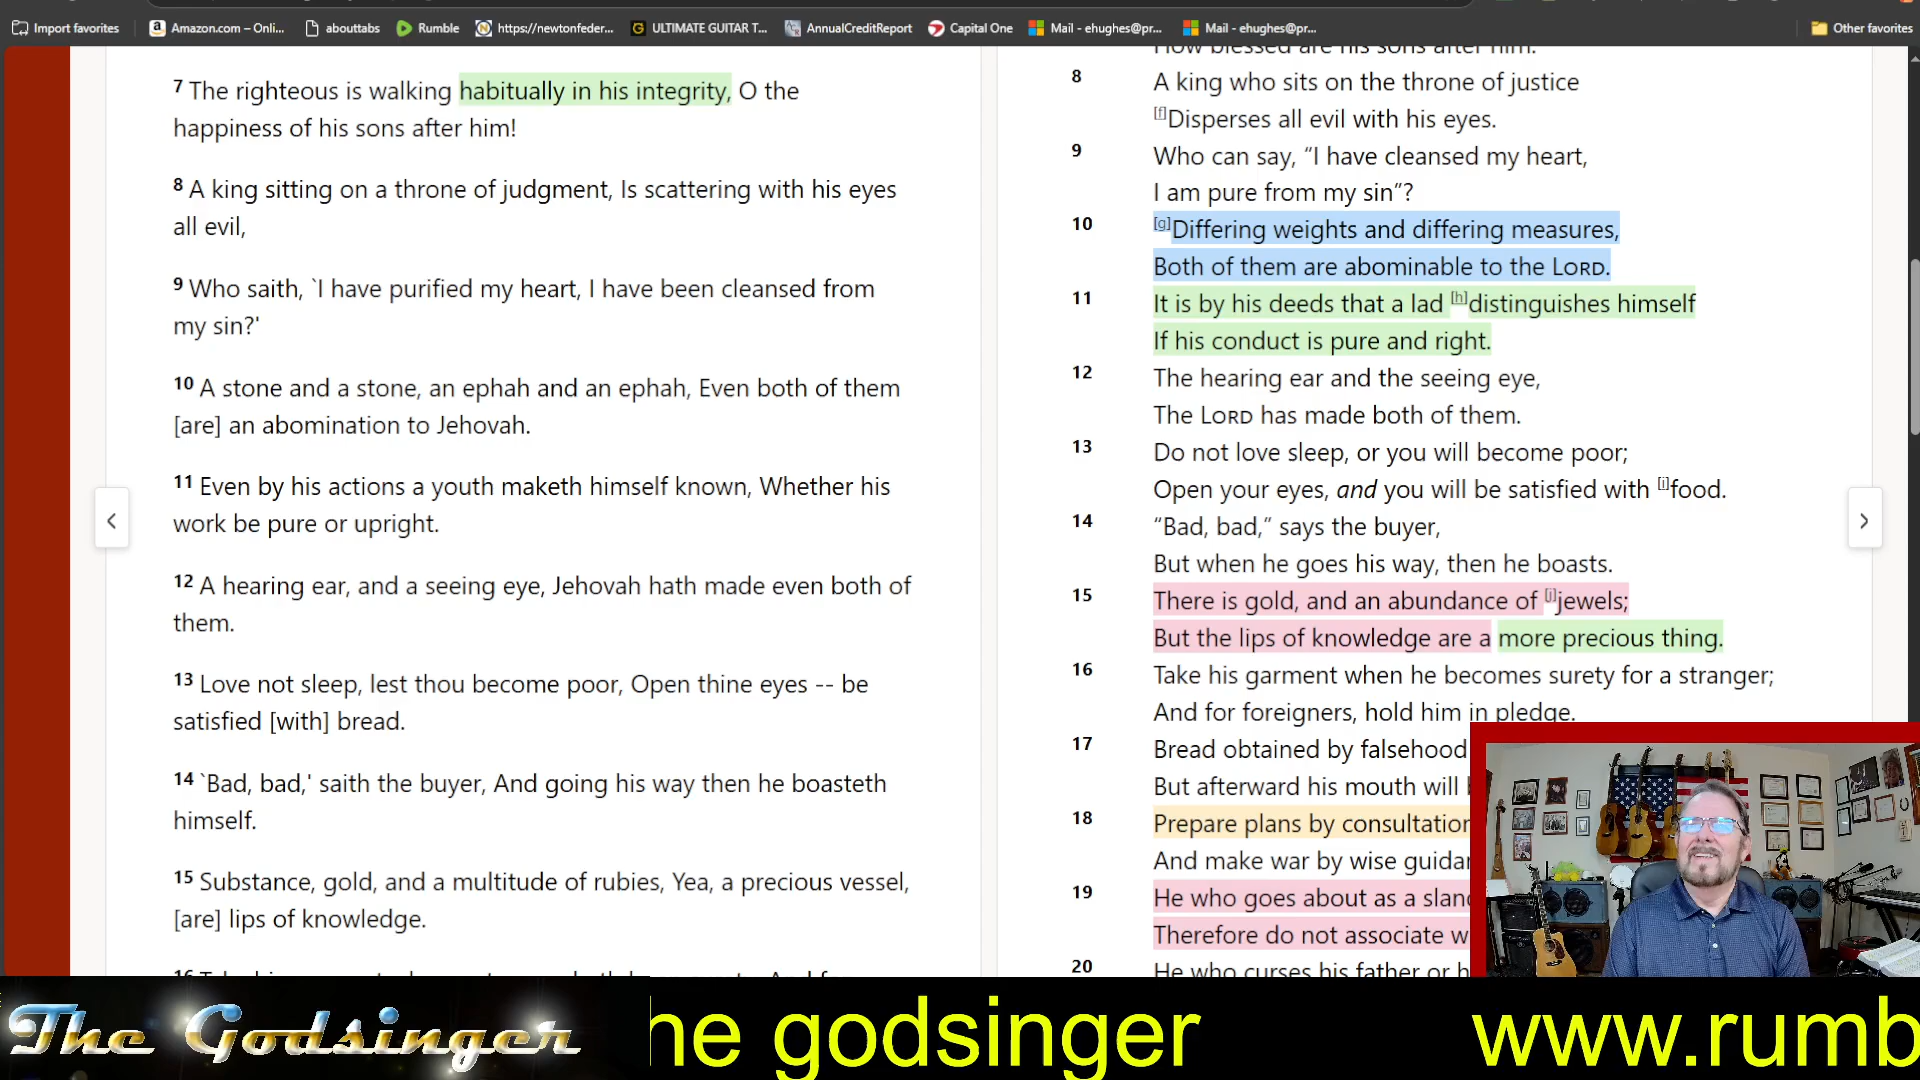 Import favorites
Amazon.com – Onli...
abouttabs
Rumble
https://newtonfeder...
ULTIMATE GUITAR T...
AnnualCreditReport
Capital One
Mail - ehughes@pr...
Mail - ehughes@pr...
Other favorites
7 The righteous is walking habitually in his integrity, O the
happiness of his sons after him!
8 A king sitting on a throne of judgment, Is scattering with his eyes
all evil,
9 Who saith, `I have purified my heart, I have been cleansed from
my sin?'
10 A stone and a stone, an ephah and an ephah, Even both of them
[are] an abomination to Jehovah.
11 Even by his actions a youth maketh himself known, Whether his
work be pure or upright.
12 A hearing ear, and a seeing eye, Jehovah hath made even both of
them.
13 Love not sleep, lest thou become poor, Open thine eyes -- be
satisfied [with] bread.
14 `Bad, bad,' saith the buyer, And going his way then he boasteth
himself.
15 Substance, gold, and a multitude of rubies, Yea, a precious vessel,
[are] lips of knowledge.
How blessed are his sons after him.
8 A king who sits on the throne of justice
[f]Disperses all evil with his eyes.
9 Who can say, “I have cleansed my heart,
I am pure from my sin”?
10 [g]Differing weights and differing measures,
Both of them are abominable to the LORD.
11 It is by his deeds that a lad [h]distinguishes himself
If his conduct is pure and right.
12 The hearing ear and the seeing eye,
The LORD has made both of them.
13 Do not love sleep, or you will become poor;
Open your eyes, and you will be satisfied with [i]food.
14 “Bad, bad,” says the buyer,
But when he goes his way, then he boasts.
15 There is gold, and an abundance of [j]jewels;
But the lips of knowledge are a more precious thing.
16 Take his garment when he becomes surety for a stranger;
And for foreigners, hold him in pledge.
17 Bread obtained by falsehood
But afterward his mouth will
18 Prepare plans by consultation
And make war by wise guidan
19 He who goes about as a sland
Therefore do not associate w
20 He who curses his father or h
The Godsinger
he godsinger
www.rumb